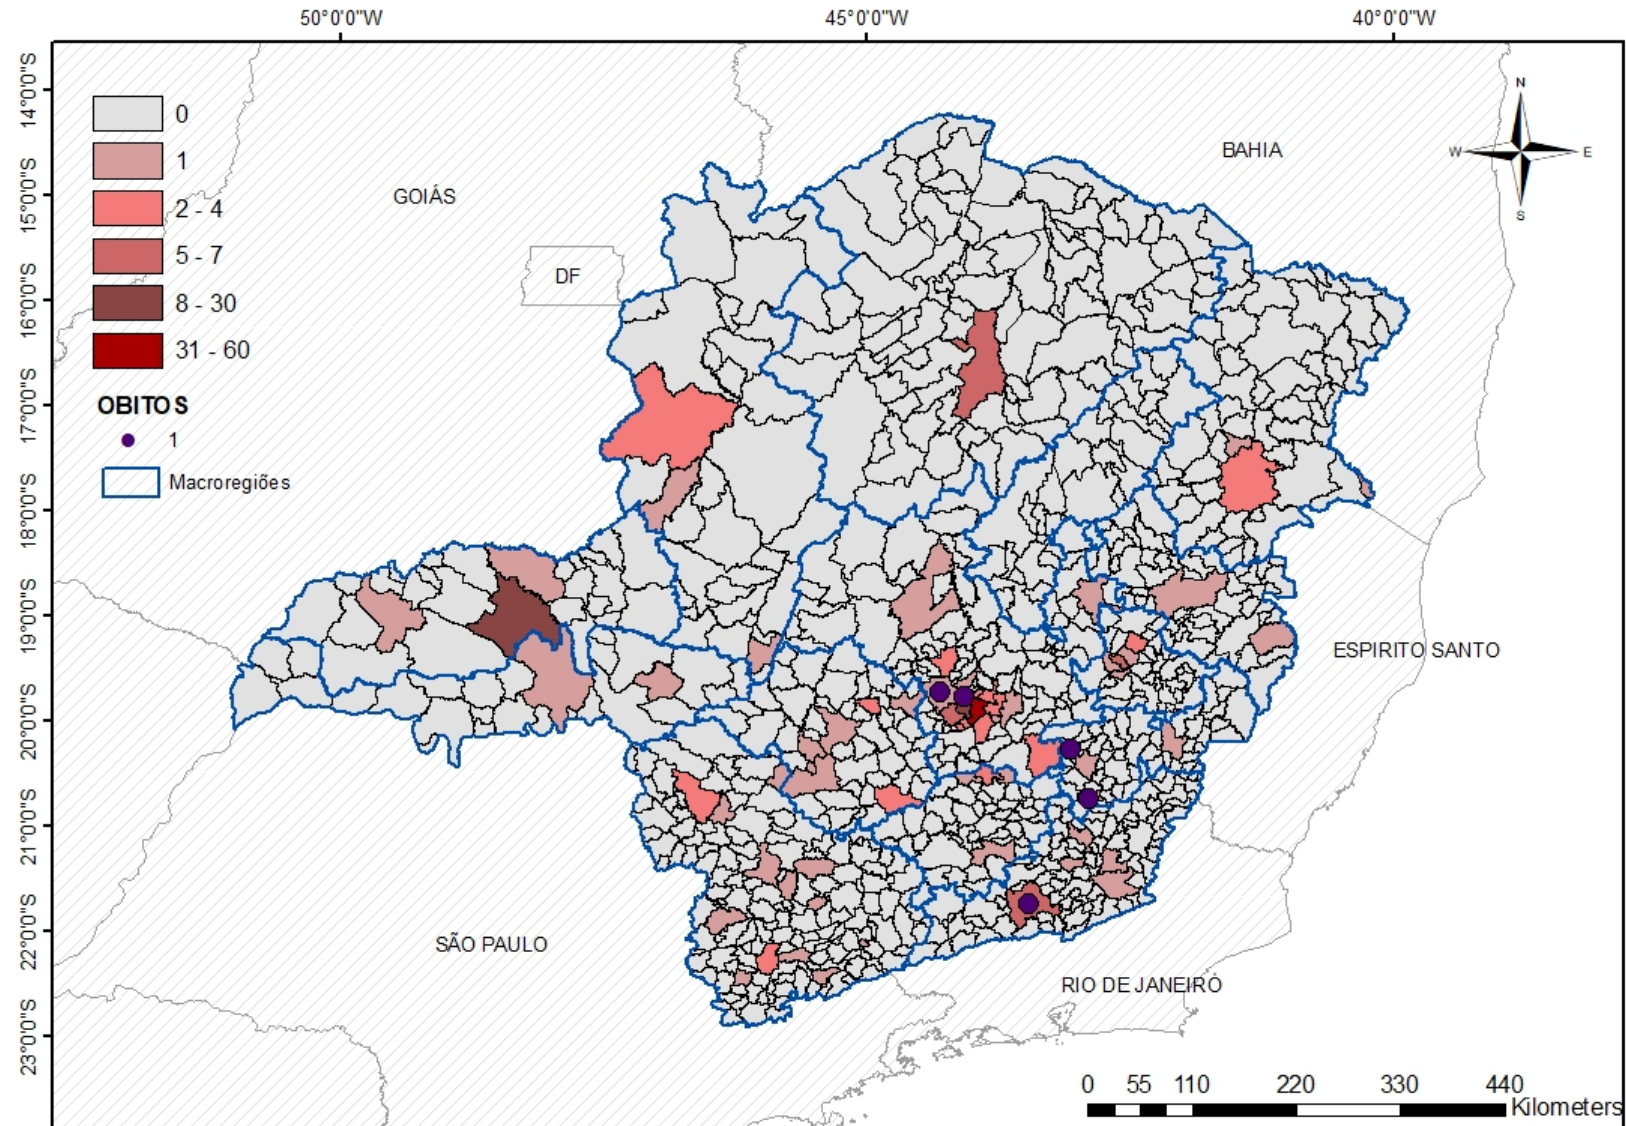 50°0'0"W
45°0'0"W
40°0'0"W
14°0'0"S
15°0'0"S
16°0'0"S
17°0'0"S
18°0'0"S
19°0'0"S
20°0'0"S
21°0'0"S
22°0'0"S
23°0'0"S
0
1
2 - 4
5 - 7
8 - 30
31 - 60
OBITOS
1
Macroregiões
N
W E
S
BAHIA
GOIÁS
DF
ESPIRITO SANTO
SÃO PAULO
RIO DE JANEIRO
0 55 110 220 330 440
Kilometers